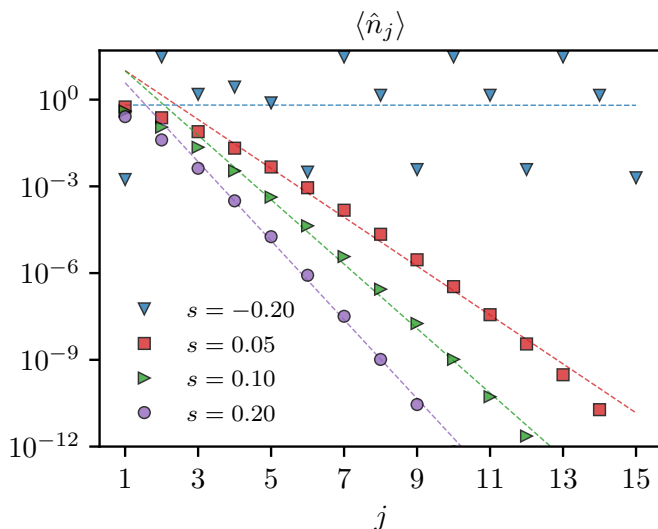 ⟨n̂_j⟩
10^0
10^{-3}
10^{-6}
10^{-9}
10^{-12}
s = −0.20
s = 0.05
s = 0.10
s = 0.20
1 3 5 7 9 11 13 15
j